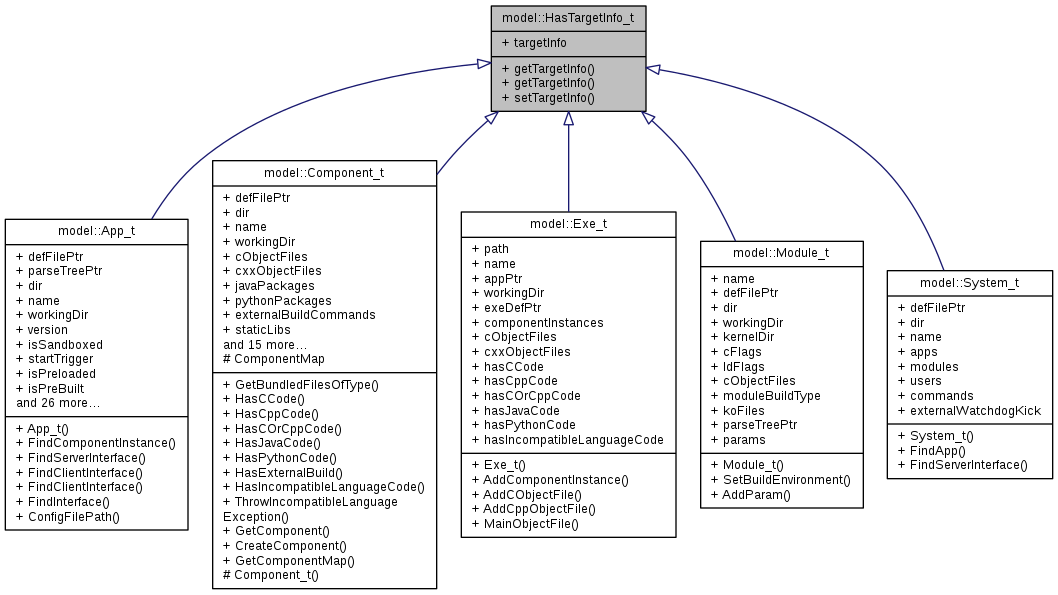 model::HasTargetInfo_t
+ targetInfo
+ getTargetInfo()
+ getTargetInfo()
+ setTargetInfo()
model::App_t
+ defFilePtr
+ parseTreePtr
+ dir
+ name
+ workingDir
+ version
+ isSandboxed
+ startTrigger
+ isPreloaded
+ isPreBuilt
and 26 more...
+ App_t()
+ FindComponentInstance()
+ FindServerInterface()
+ FindClientInterface()
+ FindClientInterface()
+ FindInterface()
+ ConfigFilePath()
model::Component_t
+ defFilePtr
+ dir
+ name
+ workingDir
+ cObjectFiles
+ cxxObjectFiles
+ javaPackages
+ pythonPackages
+ externalBuildCommands
+ staticLibs
and 15 more...
# ComponentMap
+ GetBundledFilesOfType()
+ HasCCode()
+ HasCppCode()
+ HasCOrCppCode()
+ HasJavaCode()
+ HasPythonCode()
+ HasExternalBuild()
+ HasIncompatibleLanguageCode()
+ ThrowIncompatibleLanguage
Exception()
+ GetComponent()
+ CreateComponent()
+ GetComponentMap()
# Component_t()
model::Exe_t
+ path
+ name
+ appPtr
+ workingDir
+ exeDefPtr
+ componentInstances
+ cObjectFiles
+ cxxObjectFiles
+ hasCCode
+ hasCppCode
+ hasCOrCppCode
+ hasJavaCode
+ hasPythonCode
+ hasIncompatibleLanguageCode
+ Exe_t()
+ AddComponentInstance()
+ AddCObjectFile()
+ AddCppObjectFile()
+ MainObjectFile()
model::Module_t
+ name
+ defFilePtr
+ dir
+ workingDir
+ kernelDir
+ cFlags
+ ldFlags
+ cObjectFiles
+ moduleBuildType
+ koFiles
+ parseTreePtr
+ params
+ Module_t()
+ SetBuildEnvironment()
+ AddParam()
model::System_t
+ defFilePtr
+ dir
+ name
+ apps
+ modules
+ users
+ commands
+ externalWatchdogKick
+ System_t()
+ FindApp()
+ FindServerInterface()